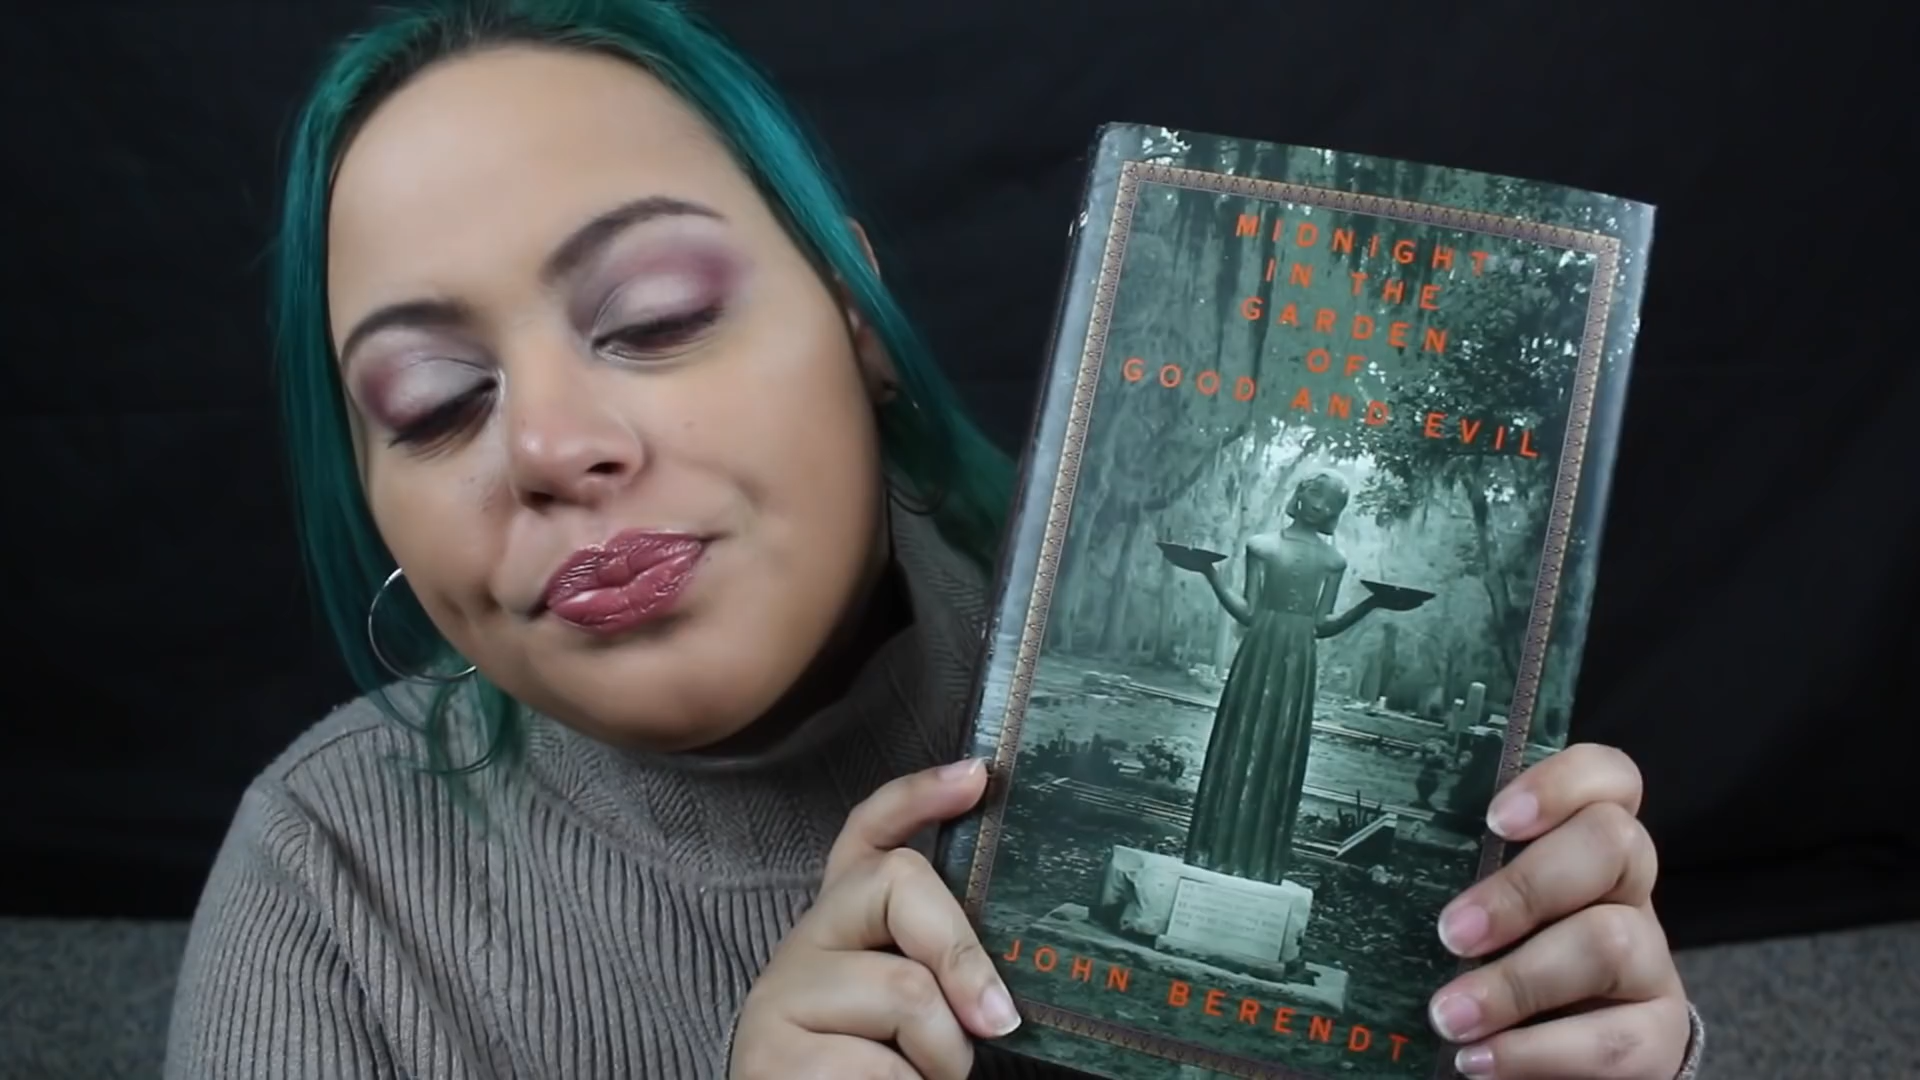 MIDNIGHT
IN THE
GARDEN
OF
GOOD AND EVIL
JOHN BERENDT